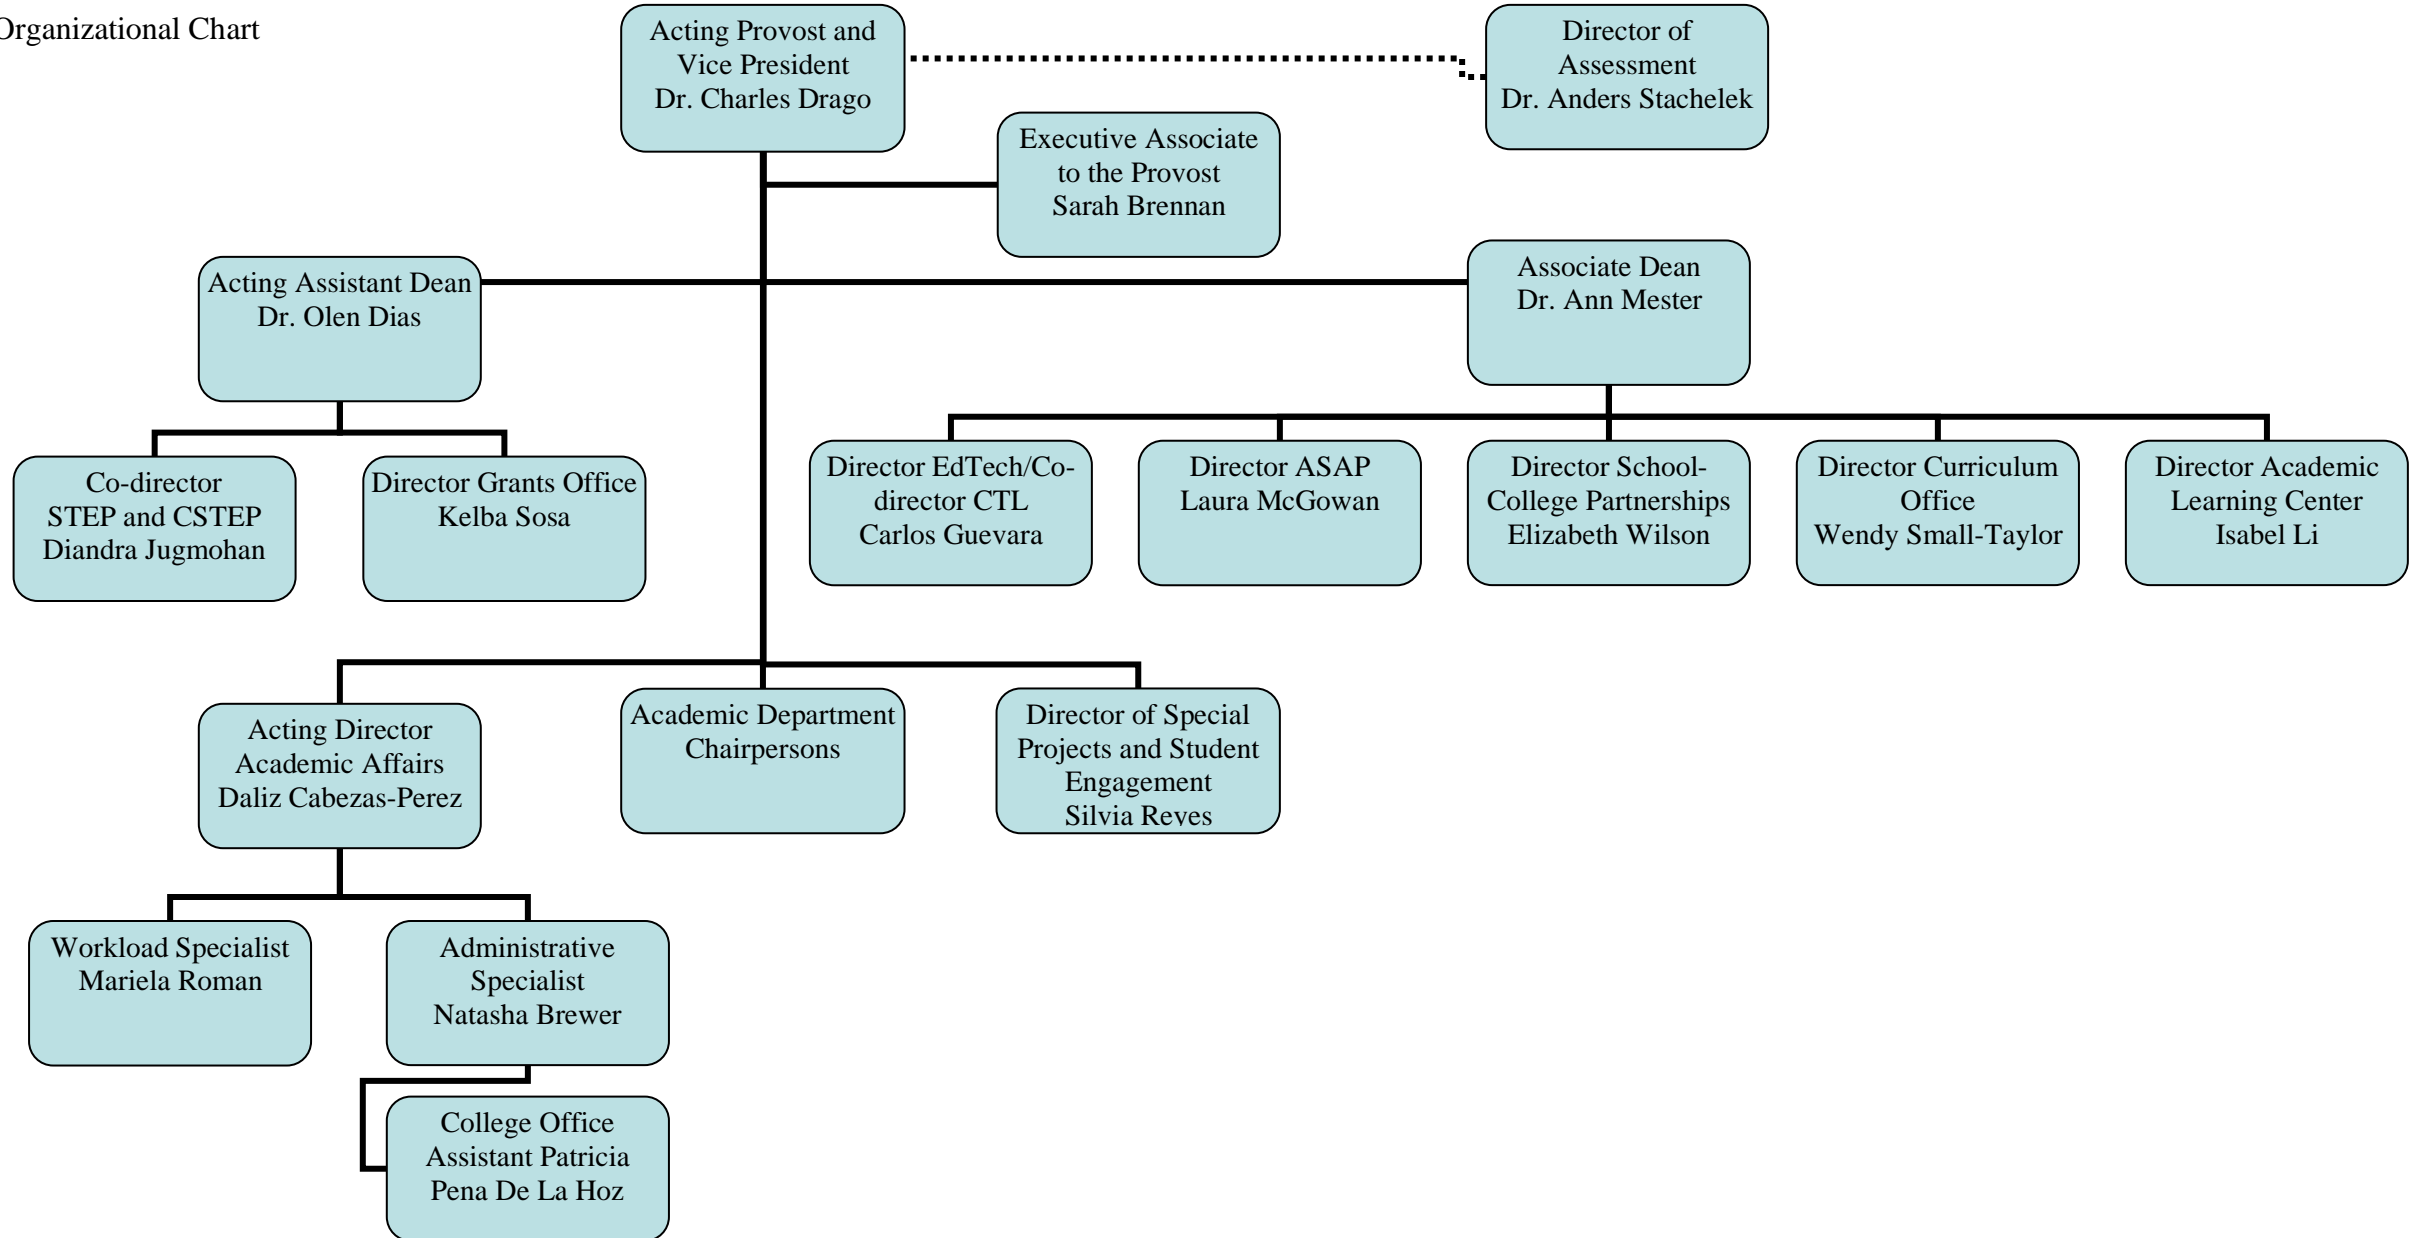 Organizational Chart
Acting Provost and
Vice President
Dr. Charles Drago
Director of
Assessment
Dr. Anders Stachelek
Executive Associate
to the Provost
Sarah Brennan
Acting Assistant Dean
Dr. Olen Dias
Associate Dean
Dr. Ann Mester
Co-director
STEP and CSTEP
Diandra Jugmohan
Director Grants Office
Kelba Sosa
Director EdTech/Co-
director CTL
Carlos Guevara
Director ASAP
Laura McGowan
Director School-
College Partnerships
Elizabeth Wilson
Director Curriculum
Office
Wendy Small-Taylor
Director Academic
Learning Center
Isabel Li
Acting Director
Academic Affairs
Daliz Cabezas-Perez
Academic Department
Chairpersons
Director of Special
Projects and Student
Engagement
Silvia Reves
Workload Specialist
Mariela Roman
Administrative
Specialist
Natasha Brewer
College Office
Assistant Patricia
Pena De La Hoz